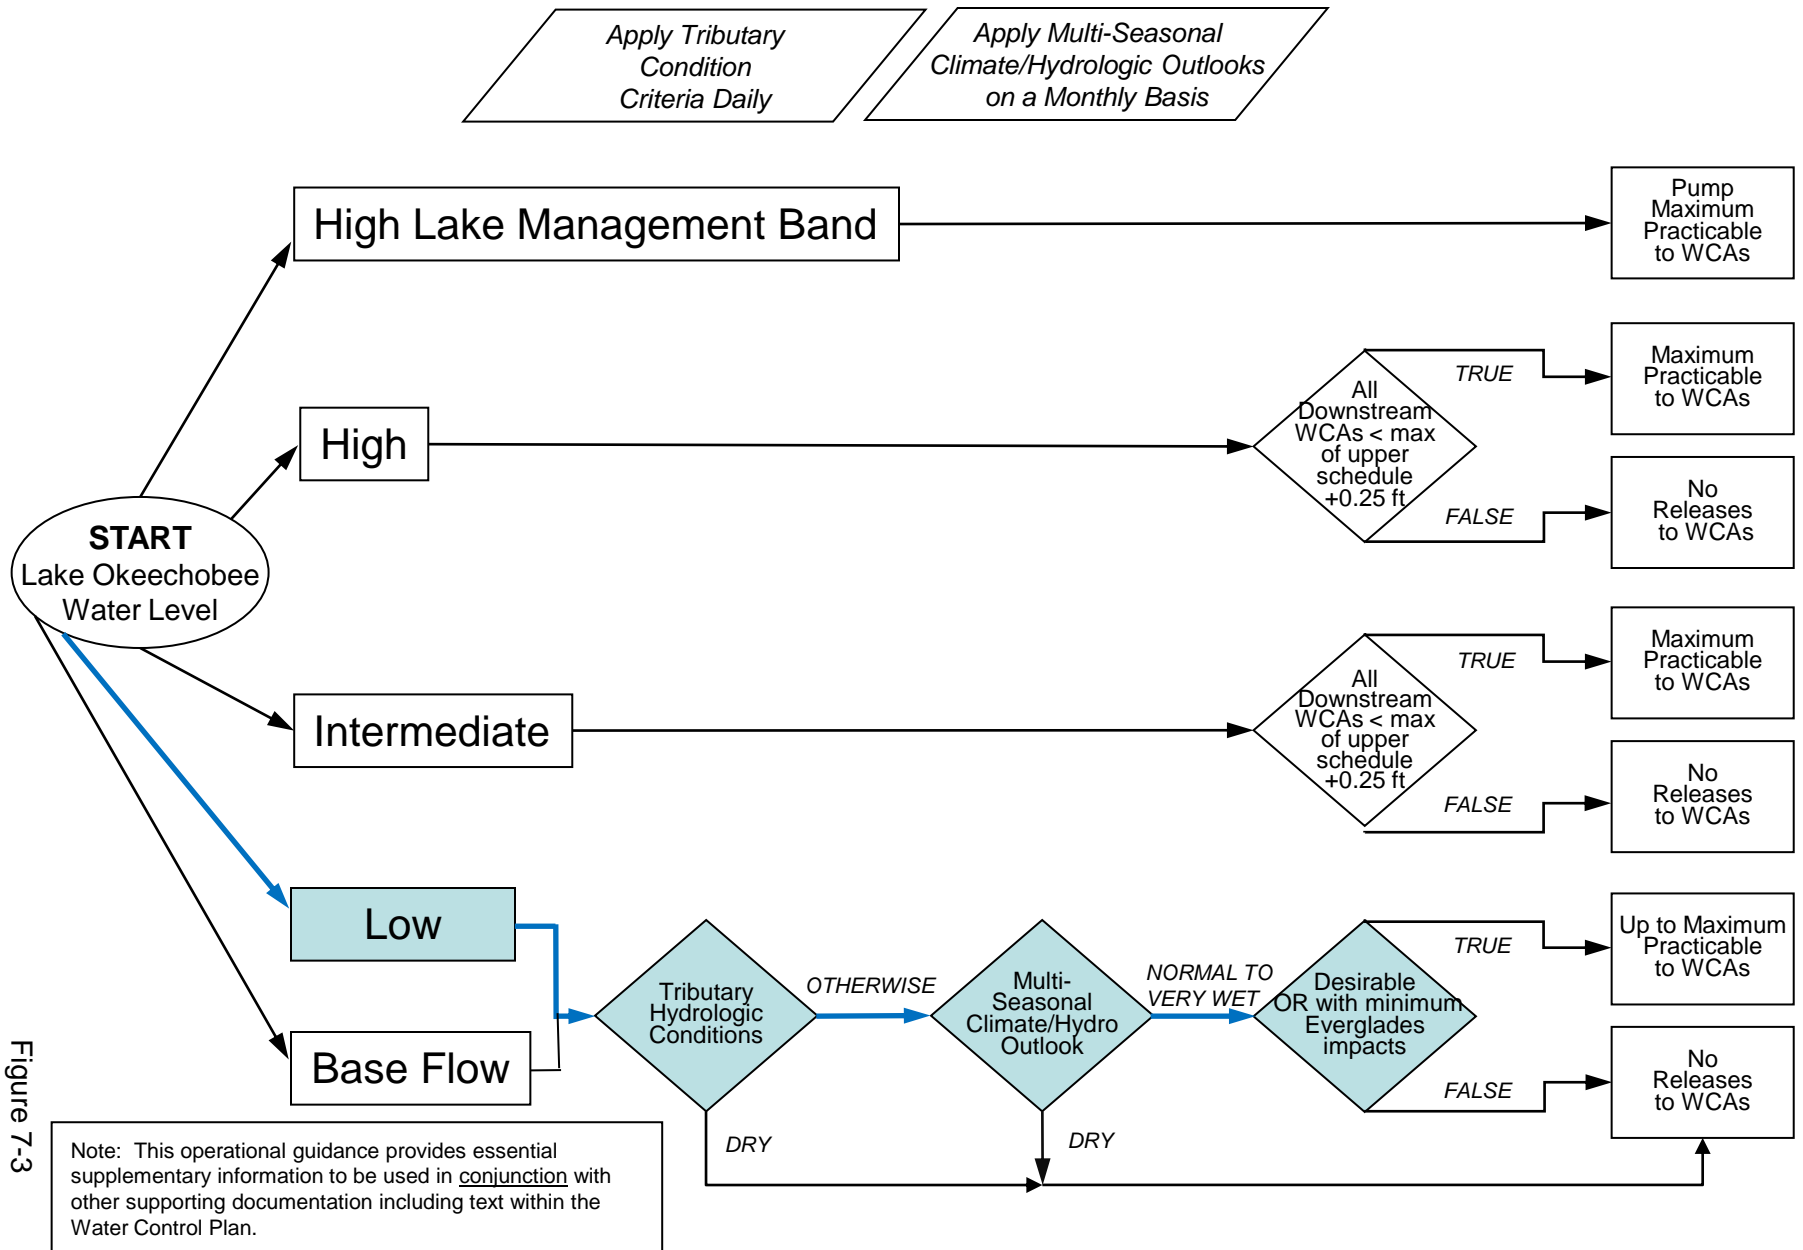 Apply Tributary
Condition
Criteria Daily
Apply Multi-Seasonal
Climate/Hydrologic Outlooks
on a Monthly Basis
High Lake Management Band
Pump
Maximum
Practicable
to WCAs
High
All
Downstream
WCAs < max
of upper
schedule
+0.25 ft
TRUE
Maximum
Practicable
to WCAs
FALSE
No
Releases
to WCAs
START
Lake Okeechobee
Water Level
Intermediate
All
Downstream
WCAs < max
of upper
schedule
+0.25 ft
TRUE
Maximum
Practicable
to WCAs
FALSE
No
Releases
to WCAs
Low
Base Flow
Tributary
Hydrologic
Conditions
OTHERWISE
DRY
Multi-
Seasonal
Climate/Hydro
Outlook
NORMAL TO
VERY WET
DRY
Desirable
OR with minimum
Everglades
impacts
TRUE
Up to Maximum
Practicable
to WCAs
FALSE
No
Releases
to WCAs
Figure 7-3
Note: This operational guidance provides essential
supplementary information to be used in conjunction with
other supporting documentation including text within the
Water Control Plan.